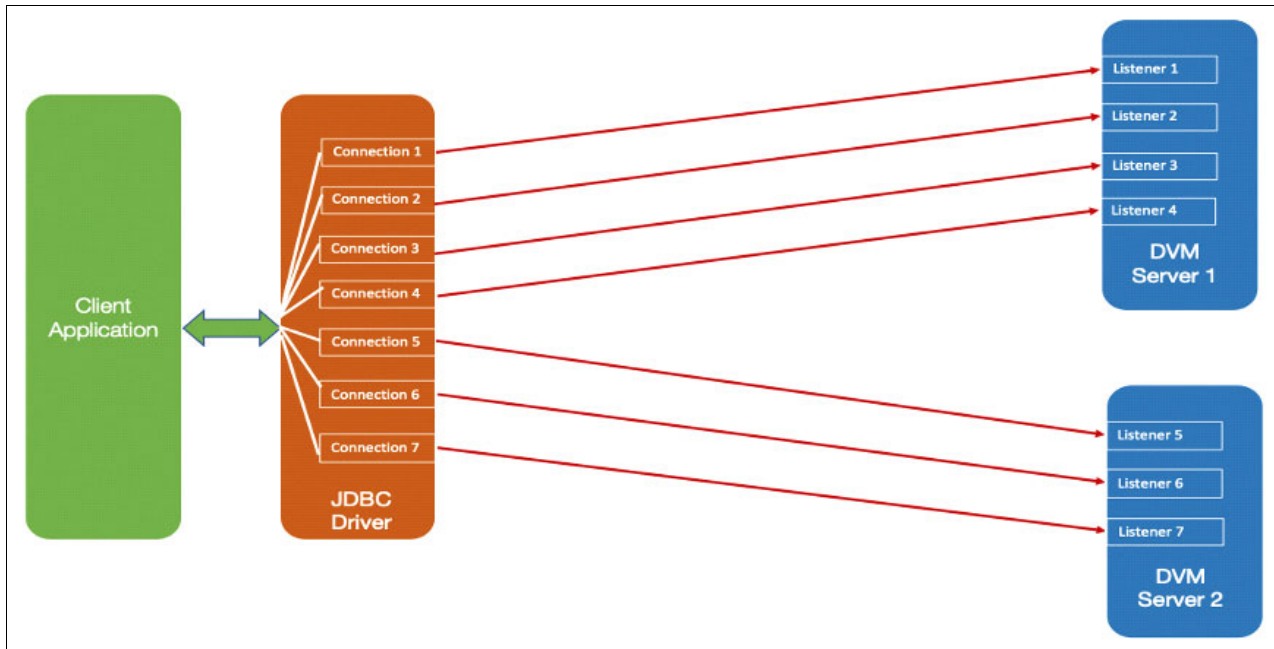 Client
Application
Connection 1
Connection 2
Connection 3
Connection 4
Connection 5
Connection 6
Connection 7
JDBC
Driver
Listener 1
Listener 2
Listener 3
Listener 4
DVM
Server 1
Listener 5
Listener 6
Listener 7
DVM
Server 2